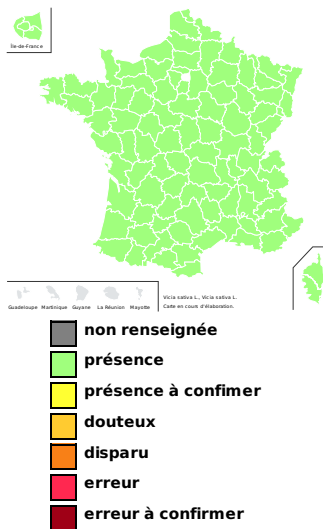 Île-de-France
Guadeloupe Martinique Guyane La Réunion Mayotte
Vicia sativa L., Vicia sativa L.
Carte en cours d'élaboration.
non renseignée
présence
présence à confimer
douteux
disparu
erreur
erreur à confirmer